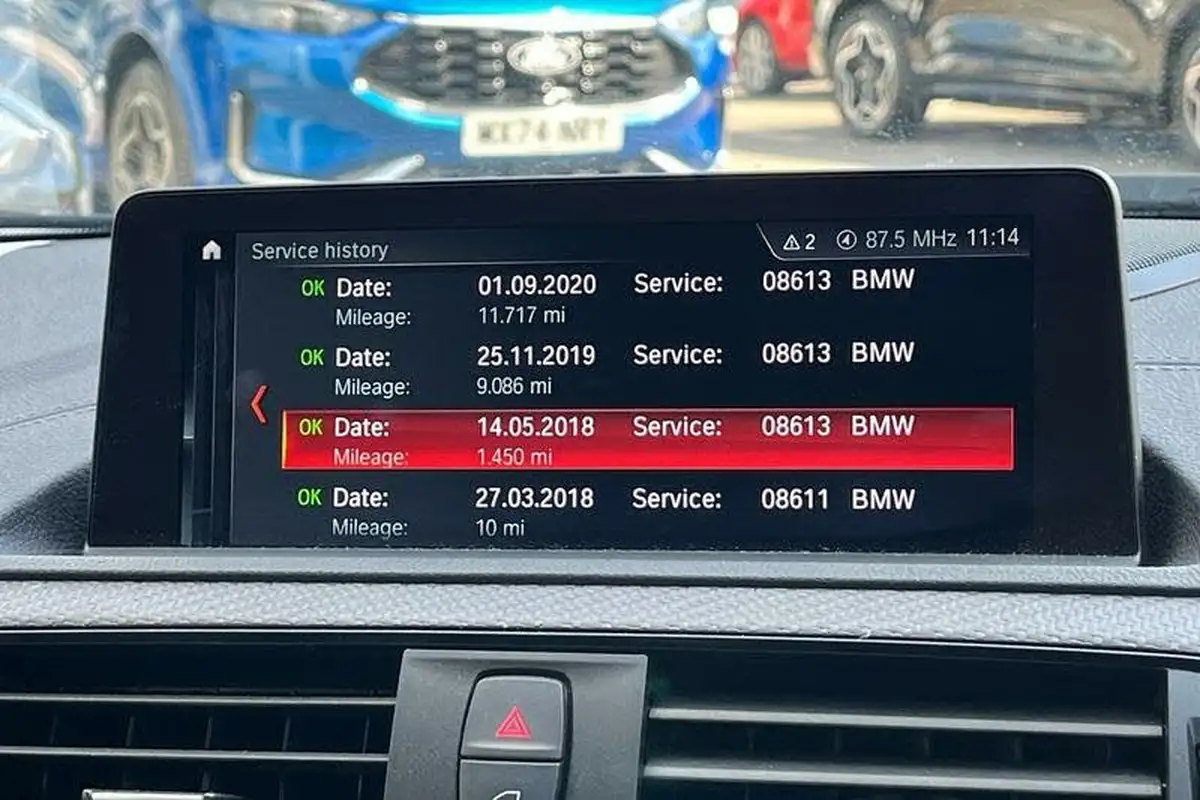 Service history 2 87.5 MHz 11:14
OK Date: 01.09.2020 Service: 08613 BMW
Mileage: 11.717 mi
OK Date: 25.11.2019 Service: 08613 BMW
Mileage: 9.086 mi
OK Date: 14.05.2018 Service: 08613 BMW
Mileage: 1.450 mi
OK Date: 27.03.2018 Service: 08611 BMW
Mileage: 10 mi